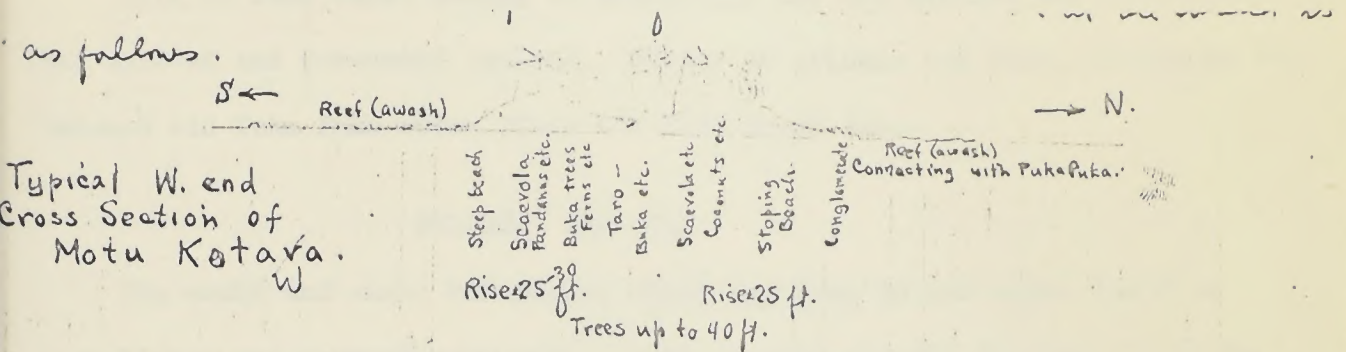 as follows.
S ←
Reef (awash)
→ N.
Reef (awash)
Connecting with PukaPuka.
Typical W. end
Cross Section of
Motu Kotava.
W
Steep beach
Scaevola
Pandanus etc.
Buka trees
Ferns etc
Taro -
Buka etc.
Scaevola etc
Coconuts etc.
Sloping
Beach.
Conglomerate
Rise ±25-30 ft.
Rise ±25 ft.
Trees up to 40 ft.